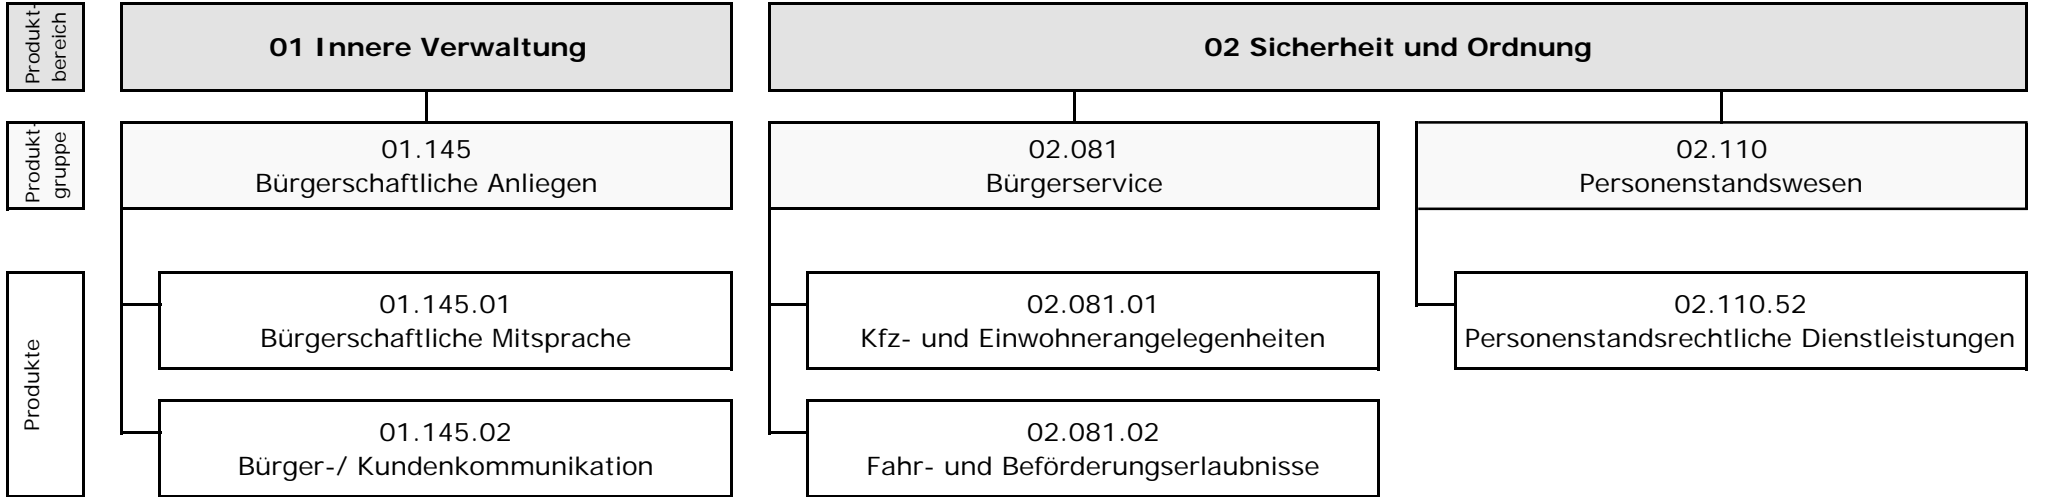 Produkt-
bereich
01 Innere Verwaltung
02 Sicherheit und Ordnung
Produkt-
gruppe
01.145
Bürgerschaftliche Anliegen
02.081
Bürgerservice
02.110
Personenstandswesen
Produkte
01.145.01
Bürgerschaftliche Mitsprache
02.081.01
Kfz- und Einwohnerangelegenheiten
02.110.52
Personenstandsrechtliche Dienstleistungen
01.145.02
Bürger-/ Kundenkommunikation
02.081.02
Fahr- und Beförderungserlaubnisse